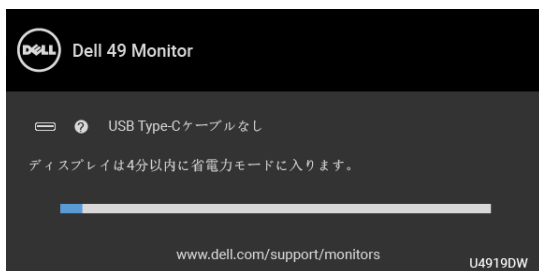 DELL
Dell 49 Monitor
? USB Type-Cケーブルなし
ディスプレイは4分以内に省電力モードに入ります。
www.dell.com/support/monitors
U4919DW